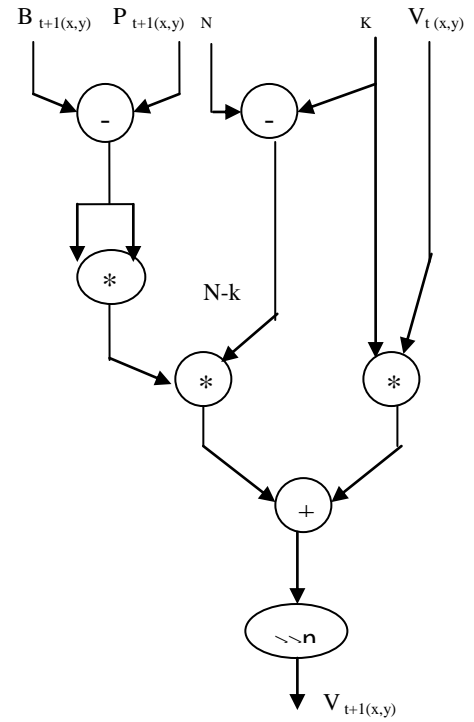 B t+1(x,y) P t+1(x,y) N K V t (x,y)
- -
*
N-k
* *
+
>>n
V t+1(x,y)